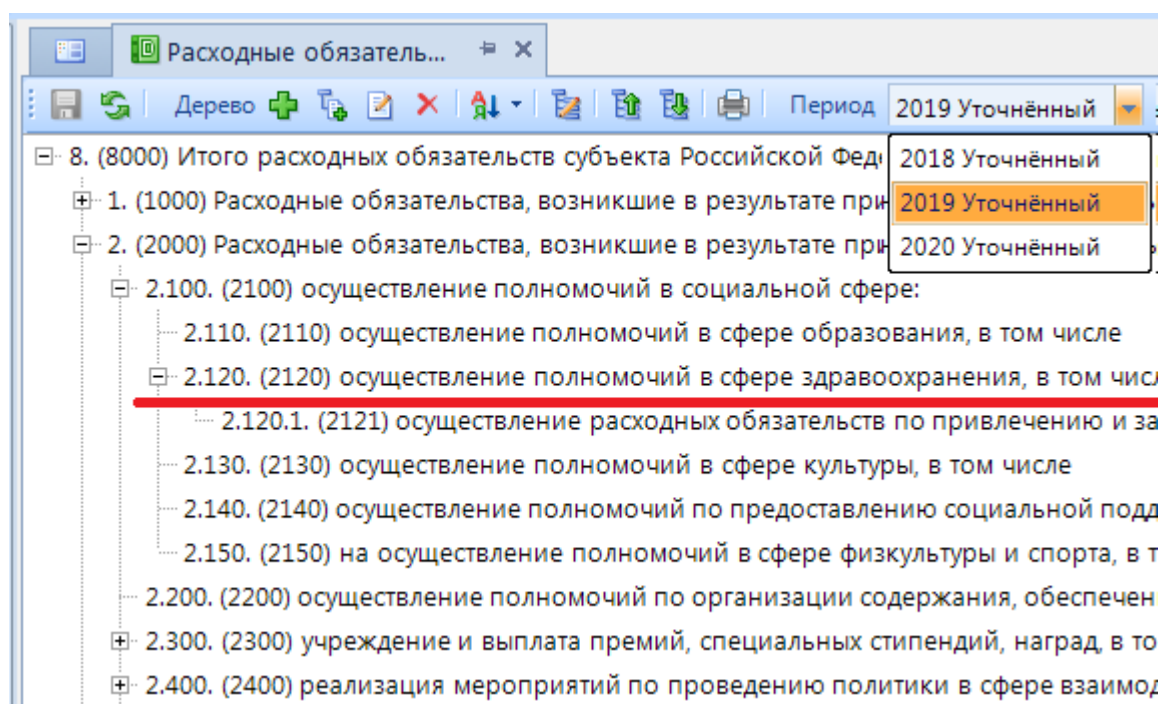 Расходные обязатель...
Дерево Период 2019 Уточнённый
2018 Уточнённый
2019 Уточнённый
2020 Уточнённый
8. (8000) Итого расходных обязательств субъекта Российской Фед
1. (1000) Расходные обязательства, возникшие в результате при
2. (2000) Расходные обязательства, возникшие в результате при
2.100. (2100) осуществление полномочий в социальной сфере:
2.110. (2110) осуществление полномочий в сфере образования, в том числе
2.120. (2120) осуществление полномочий в сфере здравоохранения, в том числ
2.120.1. (2121) осуществление расходных обязательств по привлечению и за
2.130. (2130) осуществление полномочий в сфере культуры, в том числе
2.140. (2140) осуществление полномочий по предоставлению социальной подд
2.150. (2150) на осуществление полномочий в сфере физкультуры и спорта, в т
2.200. (2200) осуществление полномочий по организации содержания, обеспечен
2.300. (2300) учреждение и выплата премий, специальных стипендий, наград, в то
2.400. (2400) реализация мероприятий по проведению политики в сфере взаимод